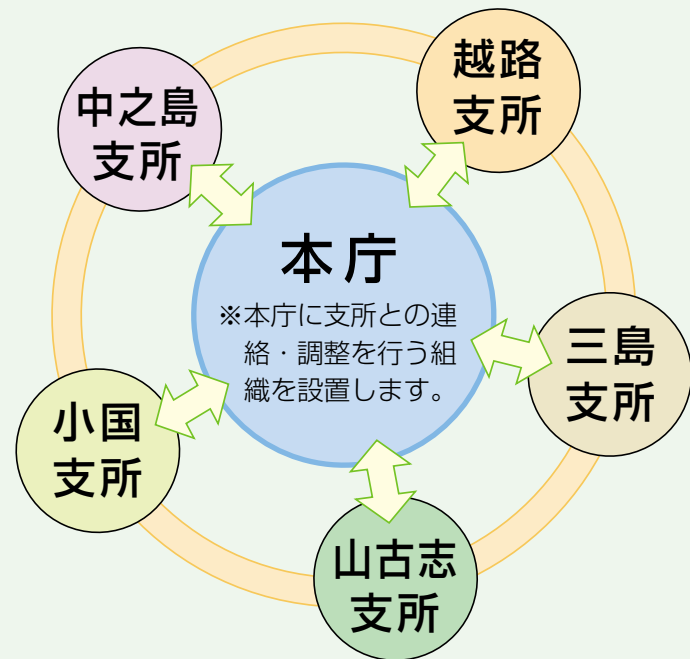 中之島
支所
越路
支所
本庁
※本庁に支所との連
絡・調整を行う組
織を設置します。
三島
支所
小国
支所
山古志
支所